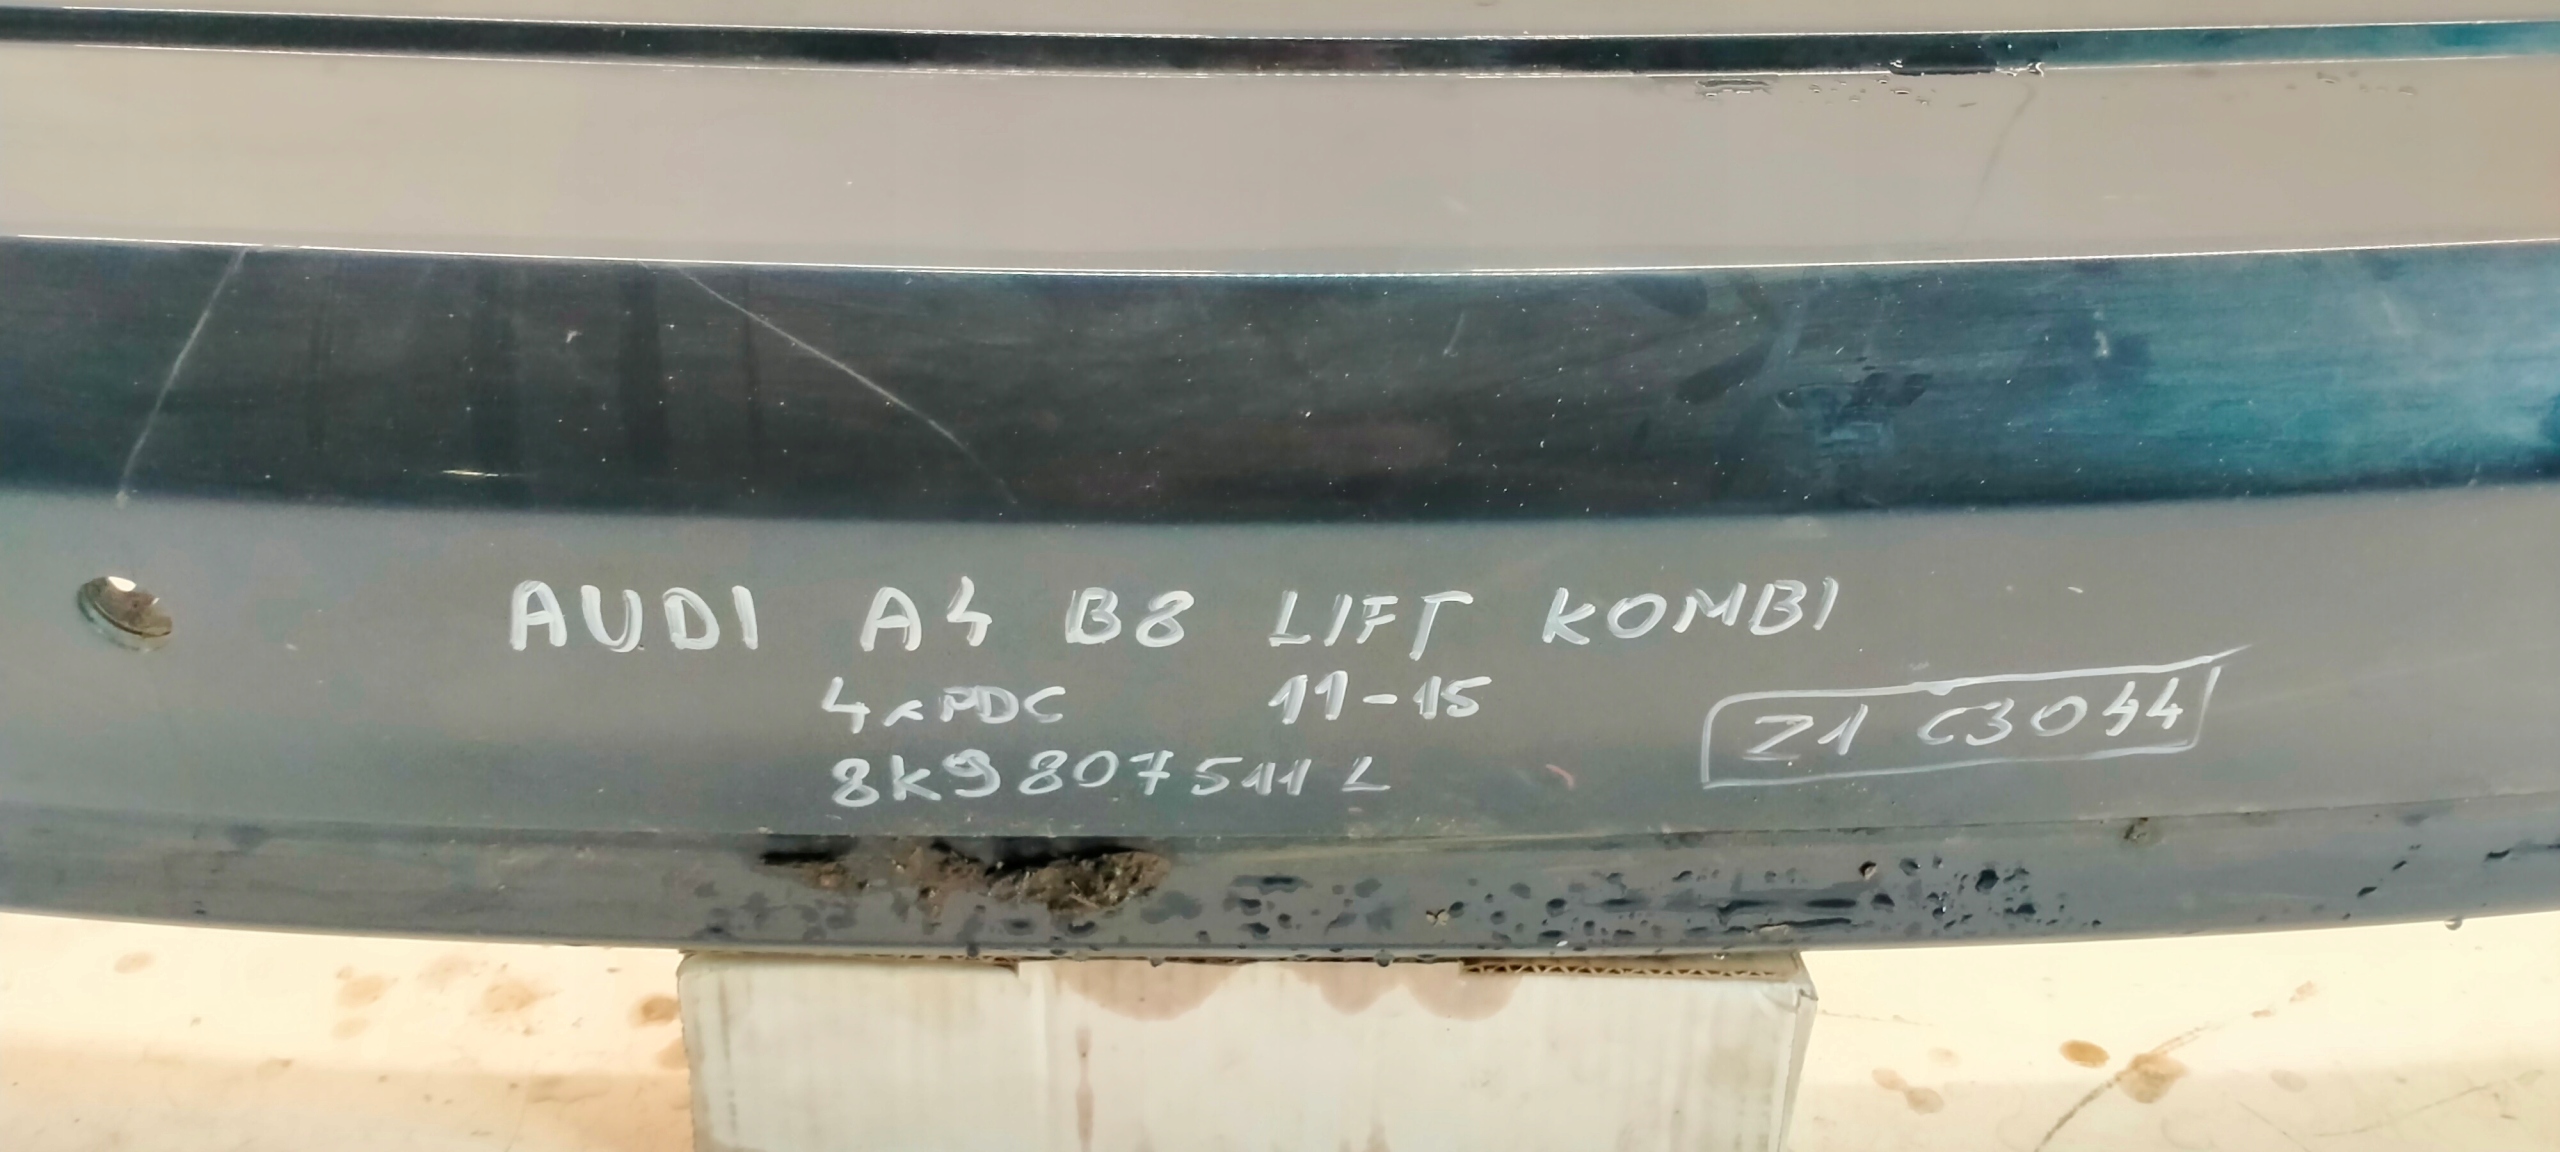 AUDI A4 B8 LIFT KOMBI
4xPDC 11-15
8K9807511L
Z1 C3044